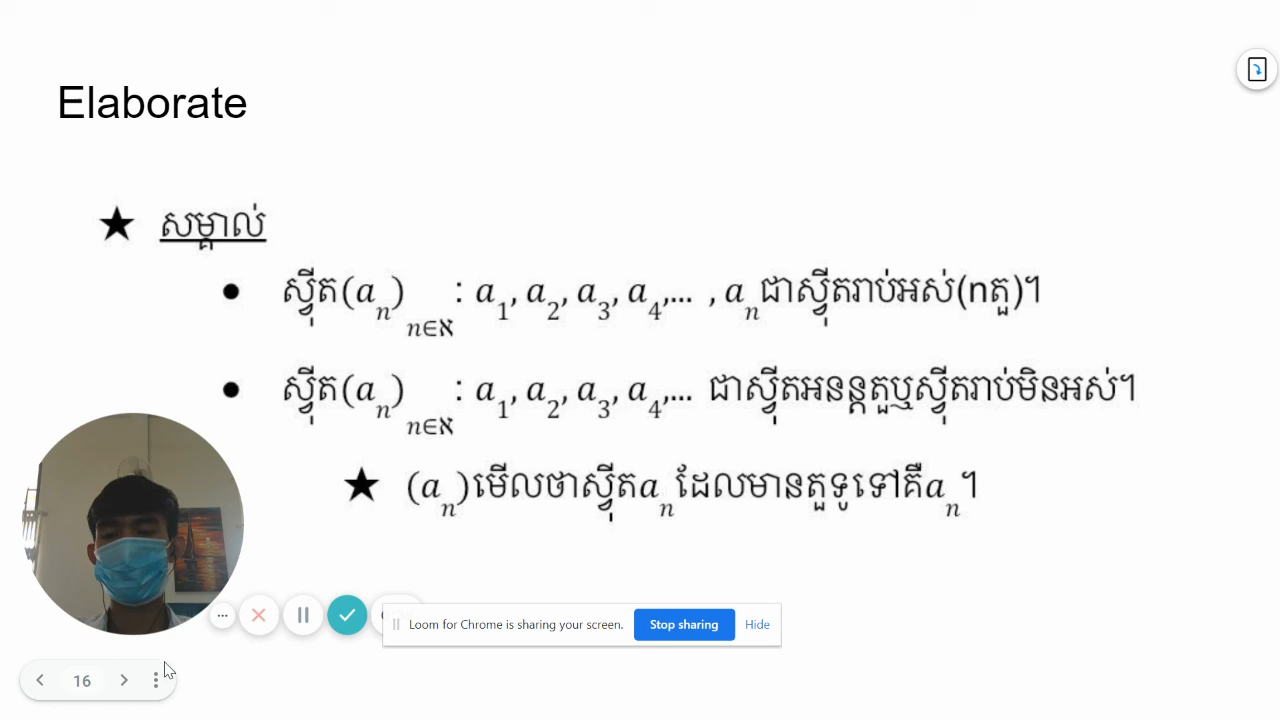 Elaborate
★ សម្គាល់
● ស្វ៊ីត(aₙ)ₙ∈ℵ : a₁, a₂, a₃, a₄,... , aₙជាស្វ៊ីតរាប់អស់(nតួ)។
● ស្វ៊ីត(aₙ)ₙ∈ℵ : a₁, a₂, a₃, a₄,... ជាស្វ៊ីតអនន្តតួឬស្វ៊ីតរាប់មិនអស់។
★ (aₙ)មើលថាស្វ៊ីតaₙដែលមានតួទូទៅគឺaₙ។
Loom for Chrome is sharing your screen. Stop sharing Hide
16